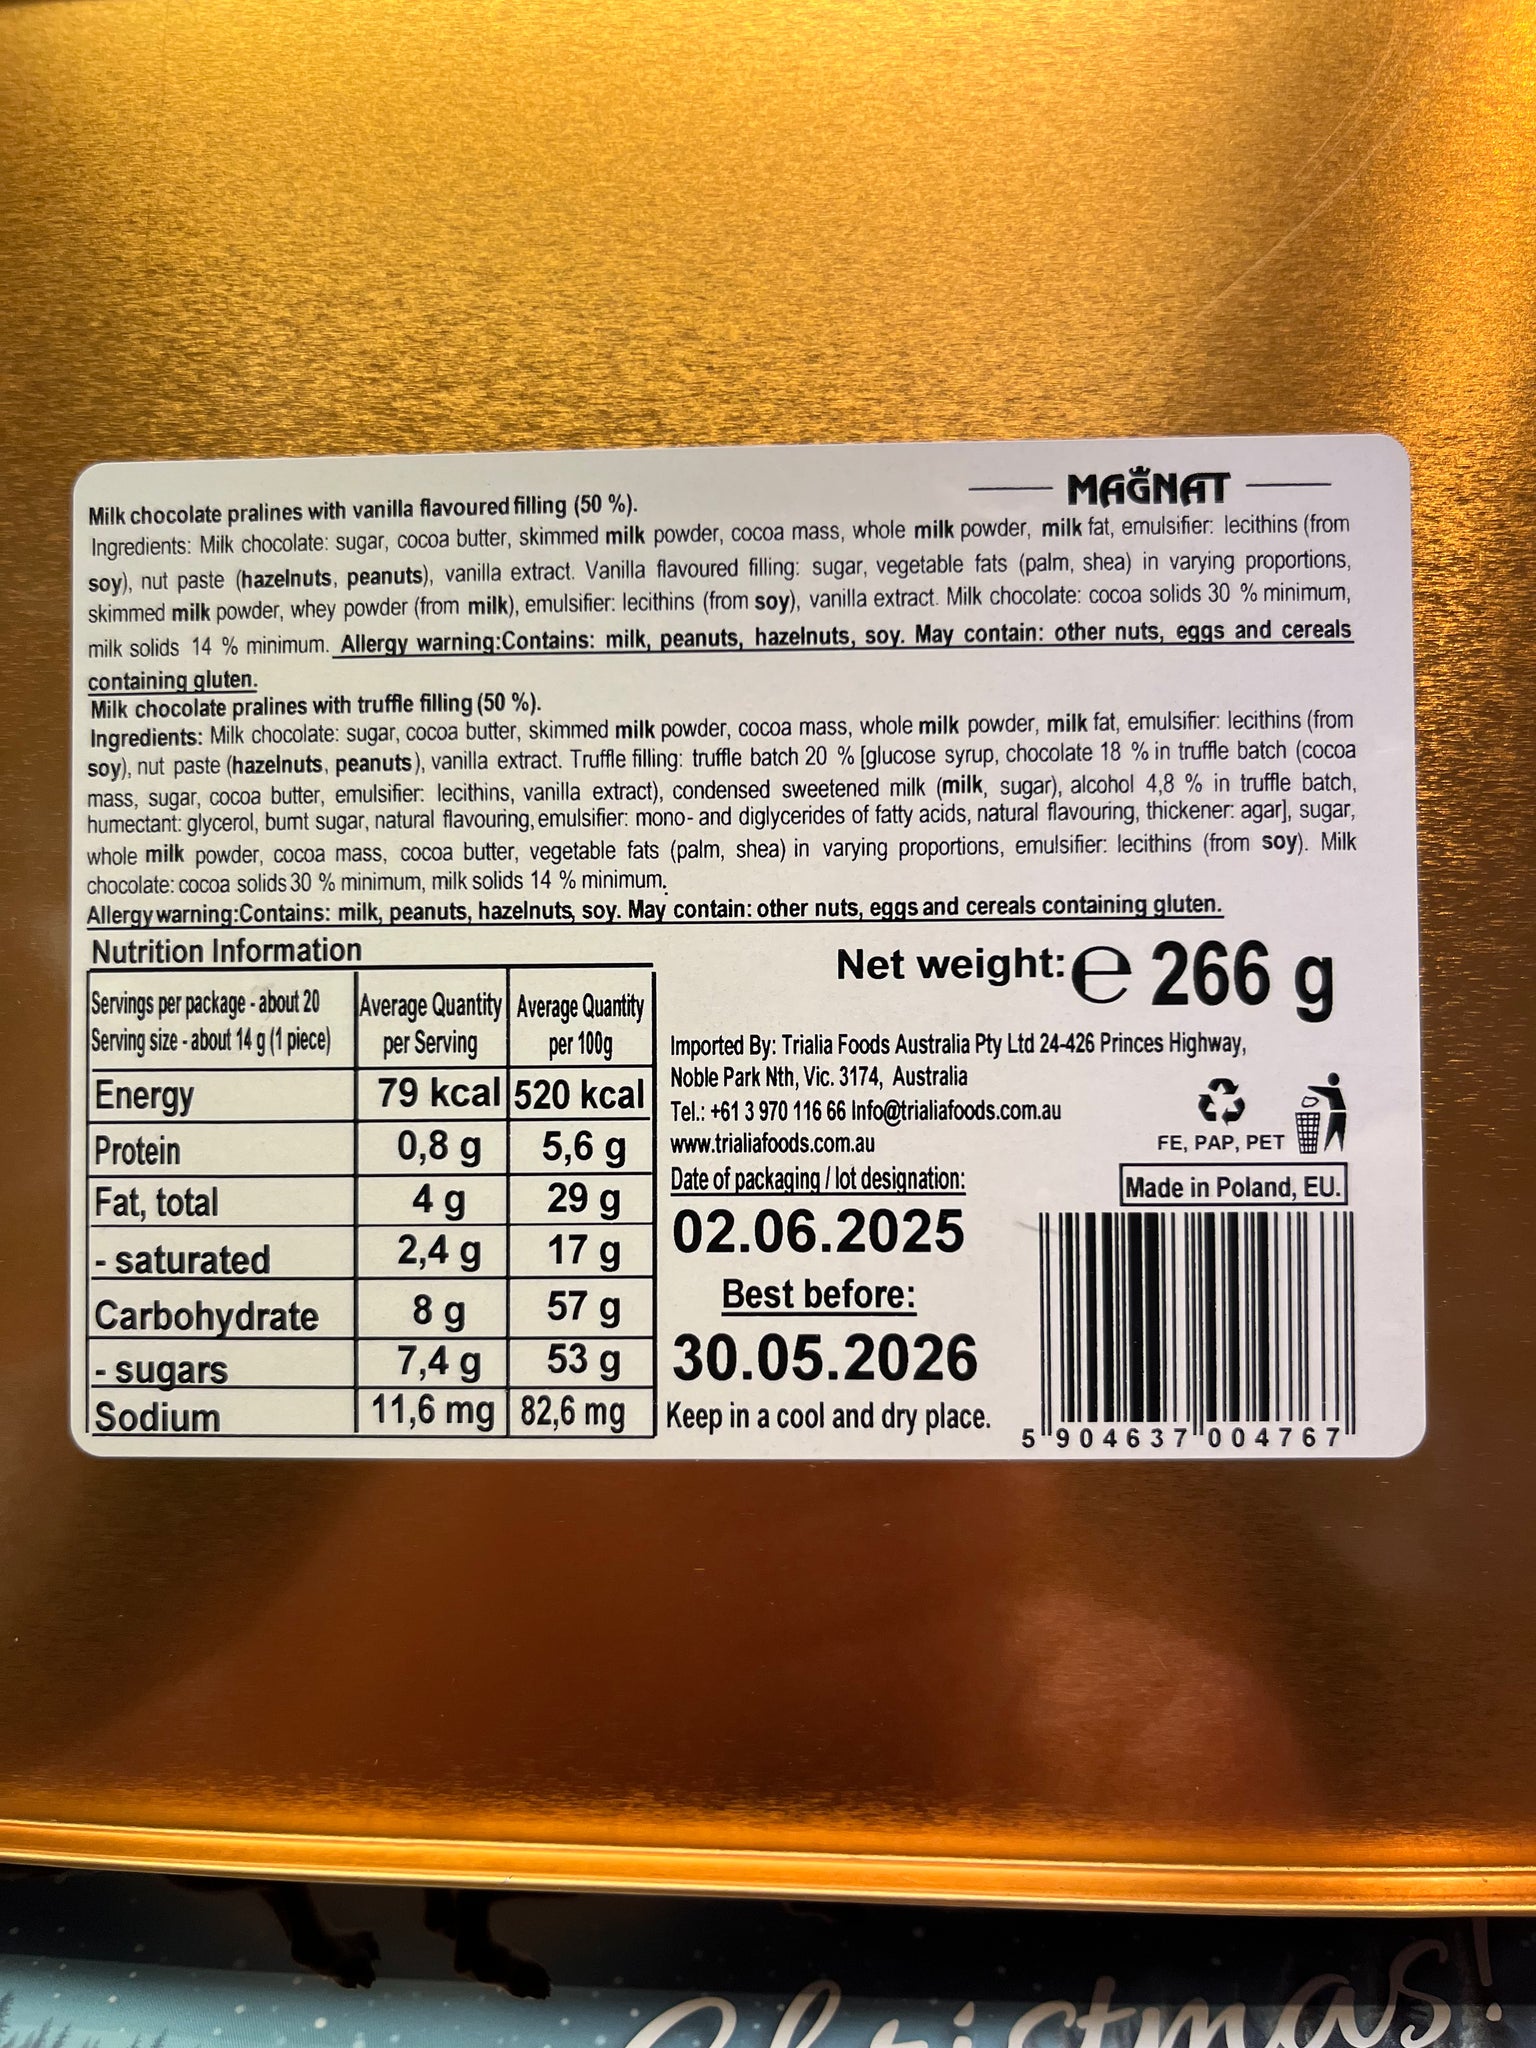 MAGNAT
Milk chocolate pralines with vanilla flavoured filling (50 %).
Ingredients: Milk chocolate: sugar, cocoa butter, skimmed milk powder, cocoa mass, whole milk powder, milk fat, emulsifier: lecithins (from
soy), nut paste (hazelnuts, peanuts), vanilla extract. Vanilla flavoured filling: sugar, vegetable fats (palm, shea) in varying proportions,
skimmed milk powder, whey powder (from milk), emulsifier: lecithins (from soy), vanilla extract. Milk chocolate: cocoa solids 30 % minimum,
milk solids 14 % minimum. Allergy warning:Contains: milk, peanuts, hazelnuts, soy. May contain: other nuts, eggs and cereals
containing gluten.
Milk chocolate pralines with truffle filling (50 %).
Ingredients: Milk chocolate: sugar, cocoa butter, skimmed milk powder, cocoa mass, whole milk powder, milk fat, emulsifier: lecithins (from
soy), nut paste (hazelnuts, peanuts), vanilla extract. Truffle filling: truffle batch 20 % [glucose syrup, chocolate 18 % in truffle batch (cocoa
mass, sugar, cocoa butter, emulsifier: lecithins, vanilla extract), condensed sweetened milk (milk, sugar), alcohol 4,8 % in truffle batch,
humectant: glycerol, burnt sugar, natural flavouring, emulsifier: mono- and diglycerides of fatty acids, natural flavouring, thickener: agar], sugar,
whole milk powder, cocoa mass, cocoa butter, vegetable fats (palm, shea) in varying proportions, emulsifier: lecithins (from soy). Milk
chocolate: cocoa solids 30 % minimum, milk solids 14 % minimum.
Allergy warning:Contains: milk, peanuts, hazelnuts, soy. May contain: other nuts, eggs and cereals containing gluten.
Nutrition Information
Servings per package - about 20
Serving size - about 14 g (1 piece)
Average Quantity per Serving
Average Quantity per 100g
Energy 79 kcal 520 kcal
Protein 0,8 g 5,6 g
Fat, total 4 g 29 g
- saturated 2,4 g 17 g
Carbohydrate 8 g 57 g
- sugars 7,4 g 53 g
Sodium 11,6 mg 82,6 mg
Net weight: e 266 g
Imported By: Trialia Foods Australia Pty Ltd 24-426 Princes Highway,
Noble Park Nth, Vic. 3174, Australia
Tel.: +61 3 970 116 66 Info@trialiafoods.com.au
www.trialiafoods.com.au
Date of packaging / lot designation:
02.06.2025
Best before:
30.05.2026
Keep in a cool and dry place.
FE, PAP, PET
Made in Poland, EU.
5 904637 004767
Christmas!